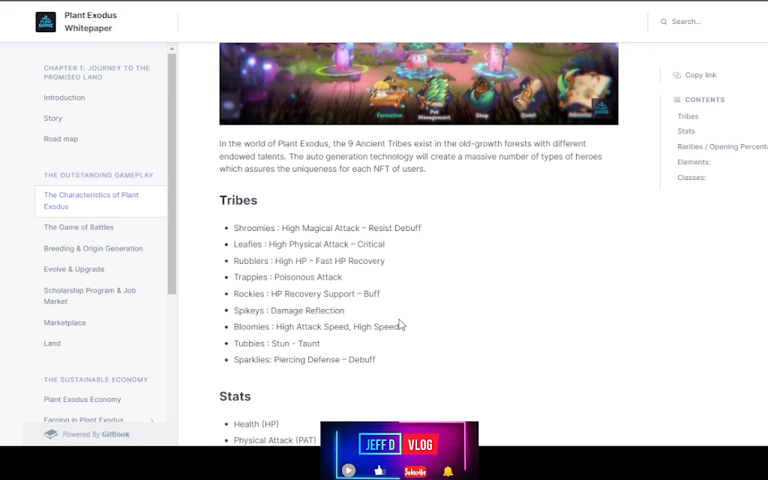 Plant Exodus
Whitepaper
Search...
CHAPTER 1: JOURNEY TO THE
PROMISED LAND
Introduction
Story
Road map
THE OUTSTANDING GAMEPLAY
The Characteristics of Plant
Exodus
The Game of Battles
Breeding & Origin Generation
Evolve & Upgrade
Scholarship Program & Job
Market
Marketplace
Land
THE SUSTAINABLE ECONOMY
Plant Exodus Economy
Earning in Plant Exodus
Powered By GitBook
Formation
Pet
Management
Shop
Quest
Adventure
In the world of Plant Exodus, the 9 Ancient Tribes exist in the old-growth forests with different
endowed talents. The auto generation technology will create a massive number of types of heroes
which assures the uniqueness for each NFT of users.
Tribes
Shroomies : High Magical Attack – Resist Debuff
Leafies : High Physical Attack – Critical
Rubblers : High HP – Fast HP Recovery
Trappies : Poisonous Attack
Rockies : HP Recovery Support – Buff
Spikeys : Damage Reflection
Bloomies : High Attack Speed, High Speed
Tubbies : Stun - Taunt
Sparklies: Piercing Defense – Debuff
Stats
Health (HP)
Physical Attack (PAT)
Copy link
CONTENTS
Tribes
Stats
Rarities / Opening Percenta
Elements:
Classes:
JEFF D VLOG
Subscribe